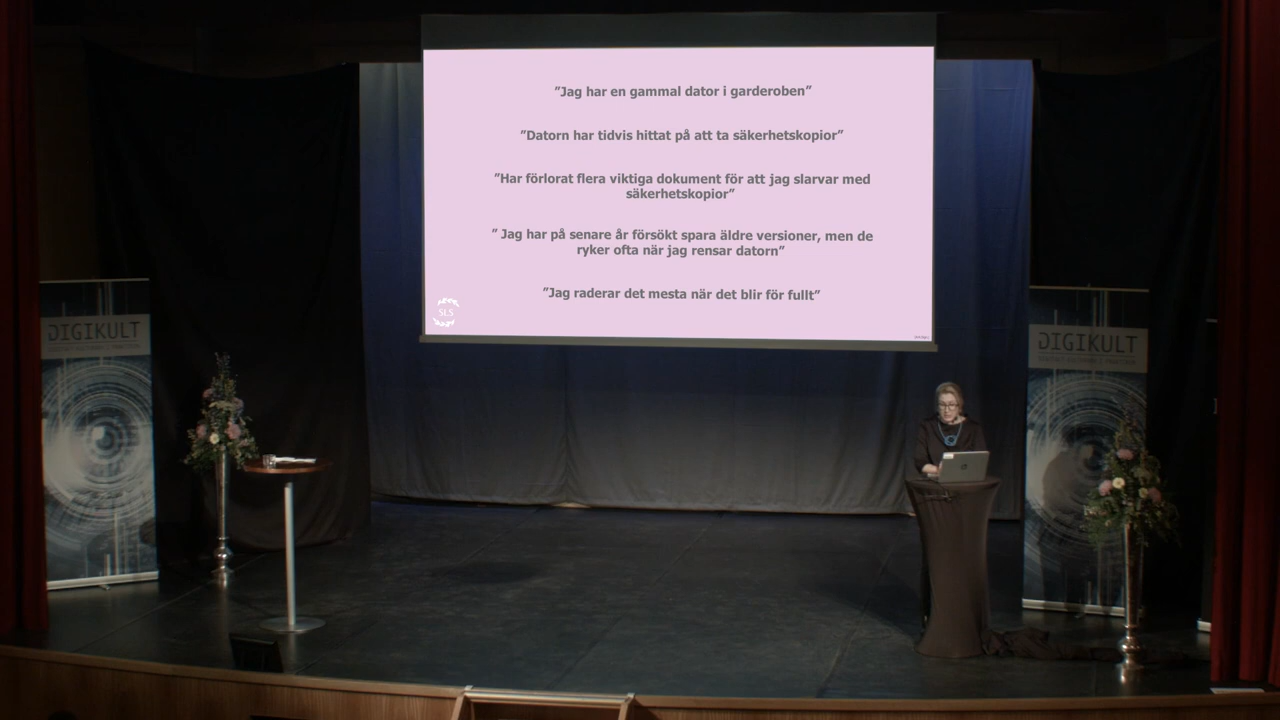 ”Jag har en gammal dator i garderoben”
”Datorn har tidvis hittat på att ta säkerhetskopior”
”Har förlorat flera viktiga dokument för att jag slarvar med
säkerhetskopior”
” Jag har på senare år försökt spara äldre versioner, men de
ryker ofta när jag rensar datorn”
”Jag raderar det mesta när det blir för fullt”
SLS
DIGIKULT
DIGIKULT